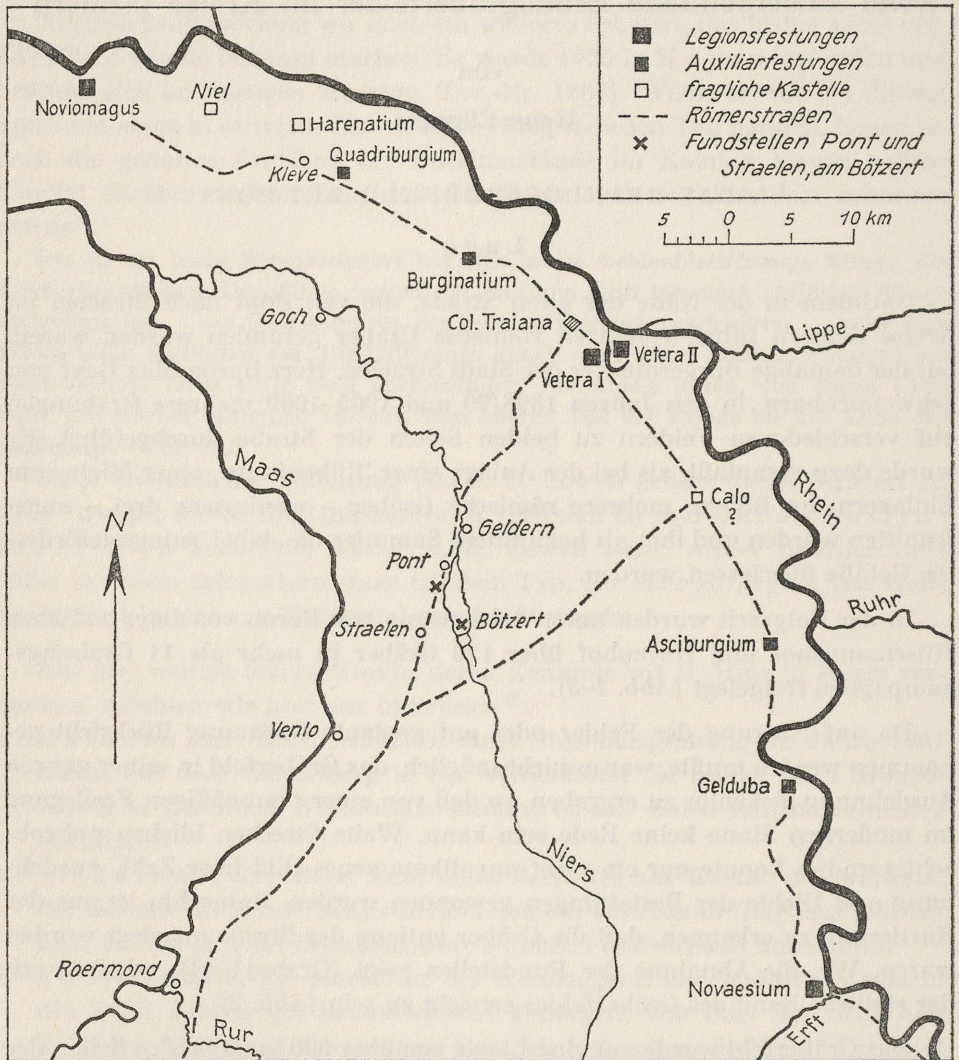 Legionsfestungen
Auxiliarfestungen
fragliche Kastelle
Römerstraßen
Fundstellen Pont und
Straelen, am Bötzert
5 0 5 10 km
Noviomagus
Niel
Harenatium
Kleve
Quadriburgium
Burginatium
Goch
Col. Traiana
Vetera I
Vetera II
Lippe
Maas
Rhein
Calo
?
N
Geldern
Pont
Straelen
Bötzert
Ruhr
Asciburgium
Venlo
Gelduba
Niers
Roermond
Rur
Novaesium
Erft